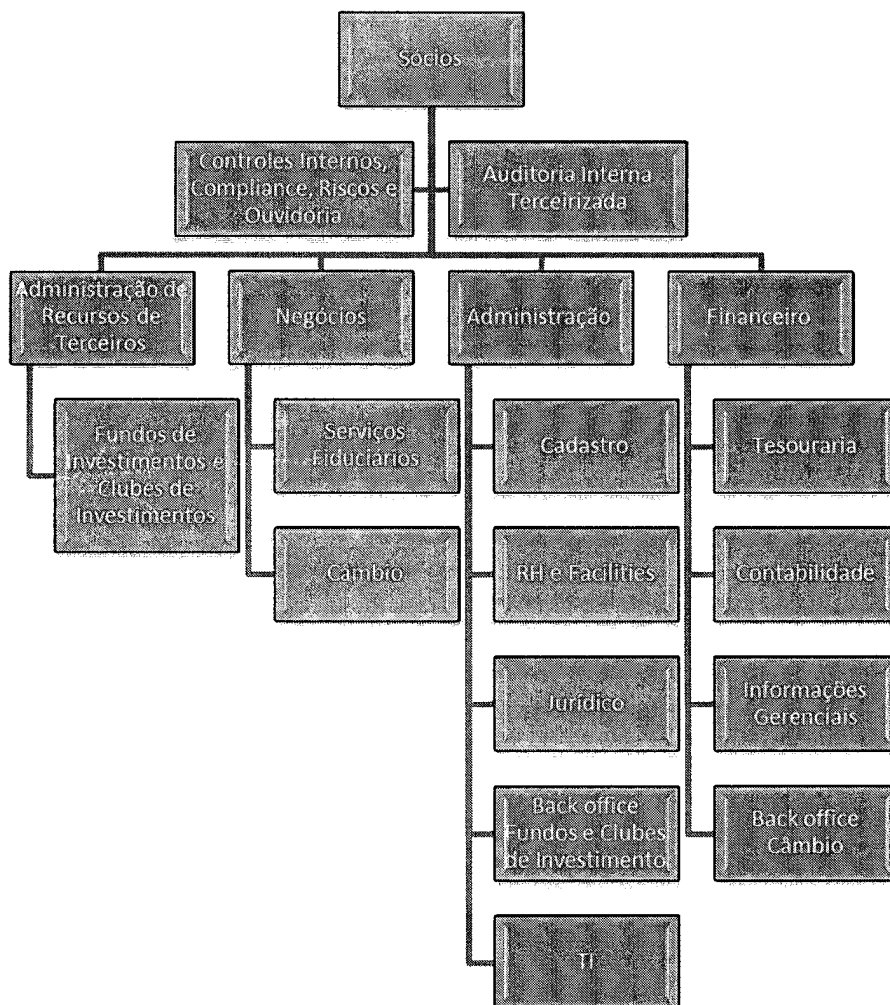 Sócios
Controles Internos,
Compliance, Riscos e
Ouvidoria
Auditoria Interna
Terceirizada
Administração de
Recursos de
Terceiros
Negócios
Administração
Financeiro
Fundos de
Investimentos e
Clubes de
Investimentos
Serviços
Fiduciários
Cadastro
Tesouraria
Câmbio
RH e Facilities
Contabilidade
Jurídico
Informações
Gerenciais
Back office
Fundos e Clubes
de Investimento
Back office
Câmbio
TI